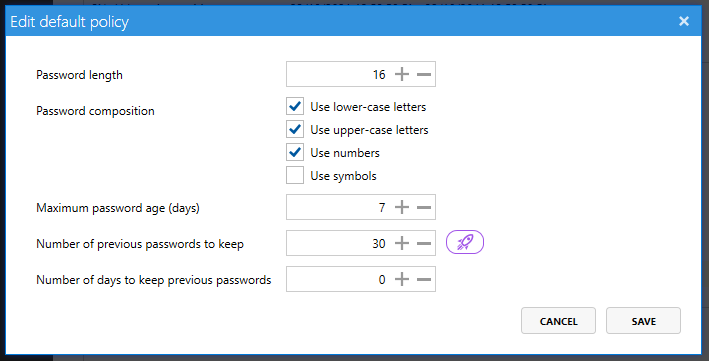 Edit default policy
Password length 16
Password composition
Use lower-case letters
Use upper-case letters
Use numbers
Use symbols
Maximum password age (days) 7
Number of previous passwords to keep 30
Number of days to keep previous passwords 0
CANCEL SAVE